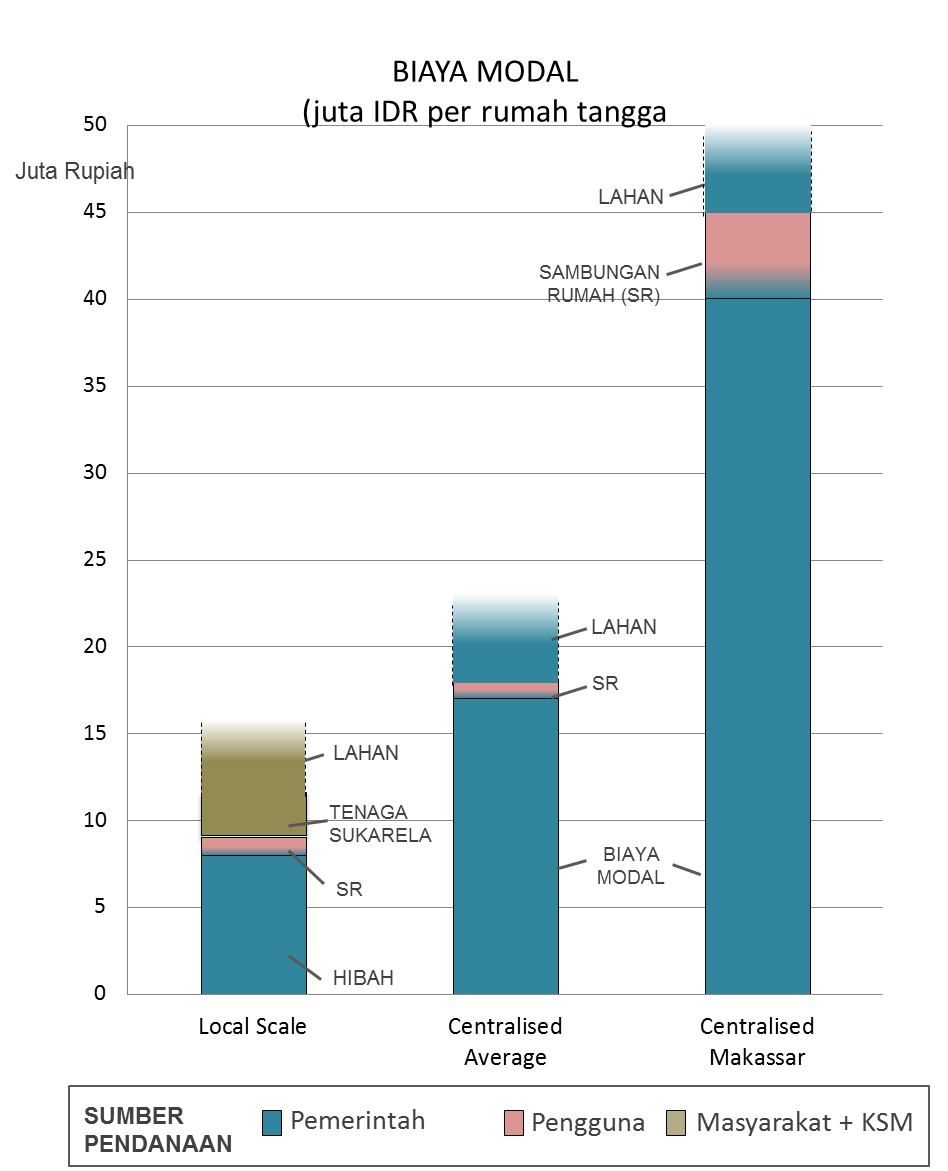 BIAYA MODAL
(juta IDR per rumah tangga
50
Juta Rupiah
45
40
35
30
25
20
15
10
5
0
LAHAN
SAMBUNGAN
RUMAH (SR)
LAHAN
SR
LAHAN
TENAGA
SUKARELA
BIAYA
MODAL
SR
HIBAH
Local Scale
Centralised
Average
Centralised
Makassar
SUMBER
PENDANAAN
Pemerintah
Pengguna
Masyarakat + KSM